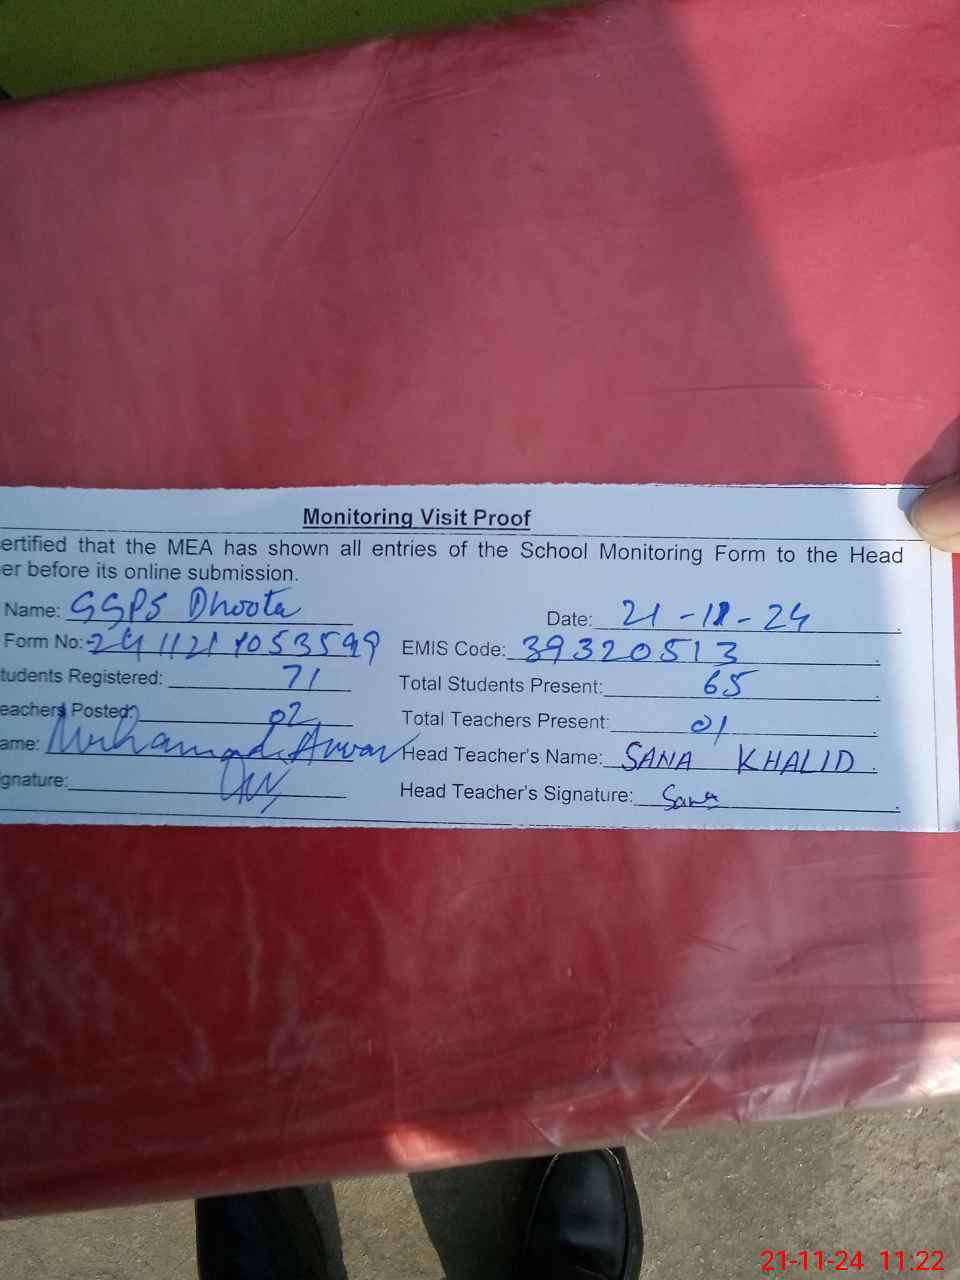 Monitoring Visit Proof
ertified that the MEA has shown all entries of the School Monitoring Form to the Head
er before its online submission.
Name: GGPS Dhoota Date: 21-11-24
Form No: EMIS Code: 39320513
tudents Registered: 71 Total Students Present: 65
eachers Posted: 02 Total Teachers Present: 01
ame: Muhammad Anwar Head Teacher's Name: SANA KHALID
gnature: Head Teacher's Signature: Sana
21-11-24 11:22